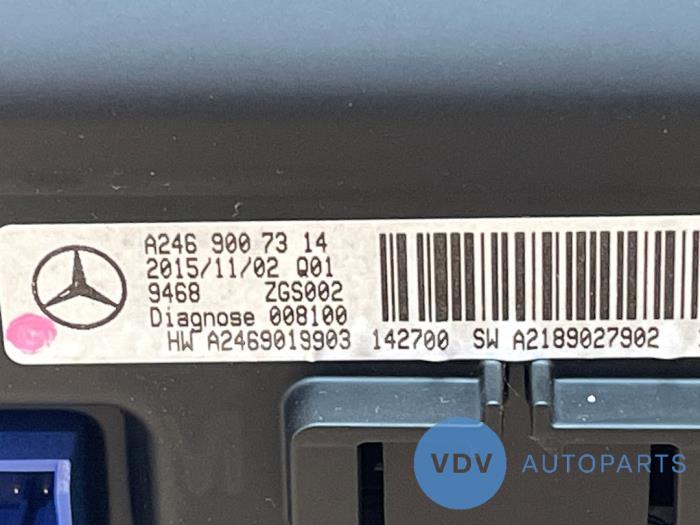 A246 900 73 14
2015/11/02 Q01
9468 ZGS002
Diagnose 008100
HW A2469019903 142700 SW A2189027902
VDV AUTOPARTS